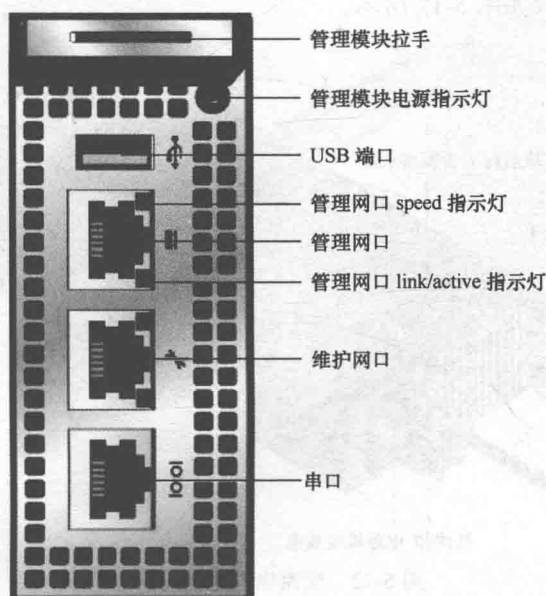 管理模块拉手
管理模块电源指示灯
USB 端口
管理网口 speed 指示灯
管理网口
管理网口 link/active 指示灯
维护网口
串口
IOIOI